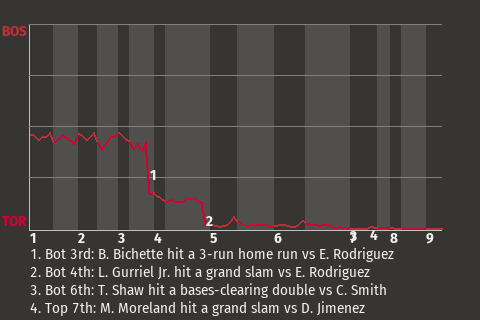 BOS
1
2
TOR
1 2 3 4 5 6 7 3 4 8 9
1. Bot 3rd: B. Bichette hit a 3-run home run vs E. Rodriguez
2. Bot 4th: L. Gurriel Jr. hit a grand slam vs E. Rodriguez
3. Bot 6th: T. Shaw hit a bases-clearing double vs C. Smith
4. Top 7th: M. Moreland hit a grand slam vs D. Jimenez